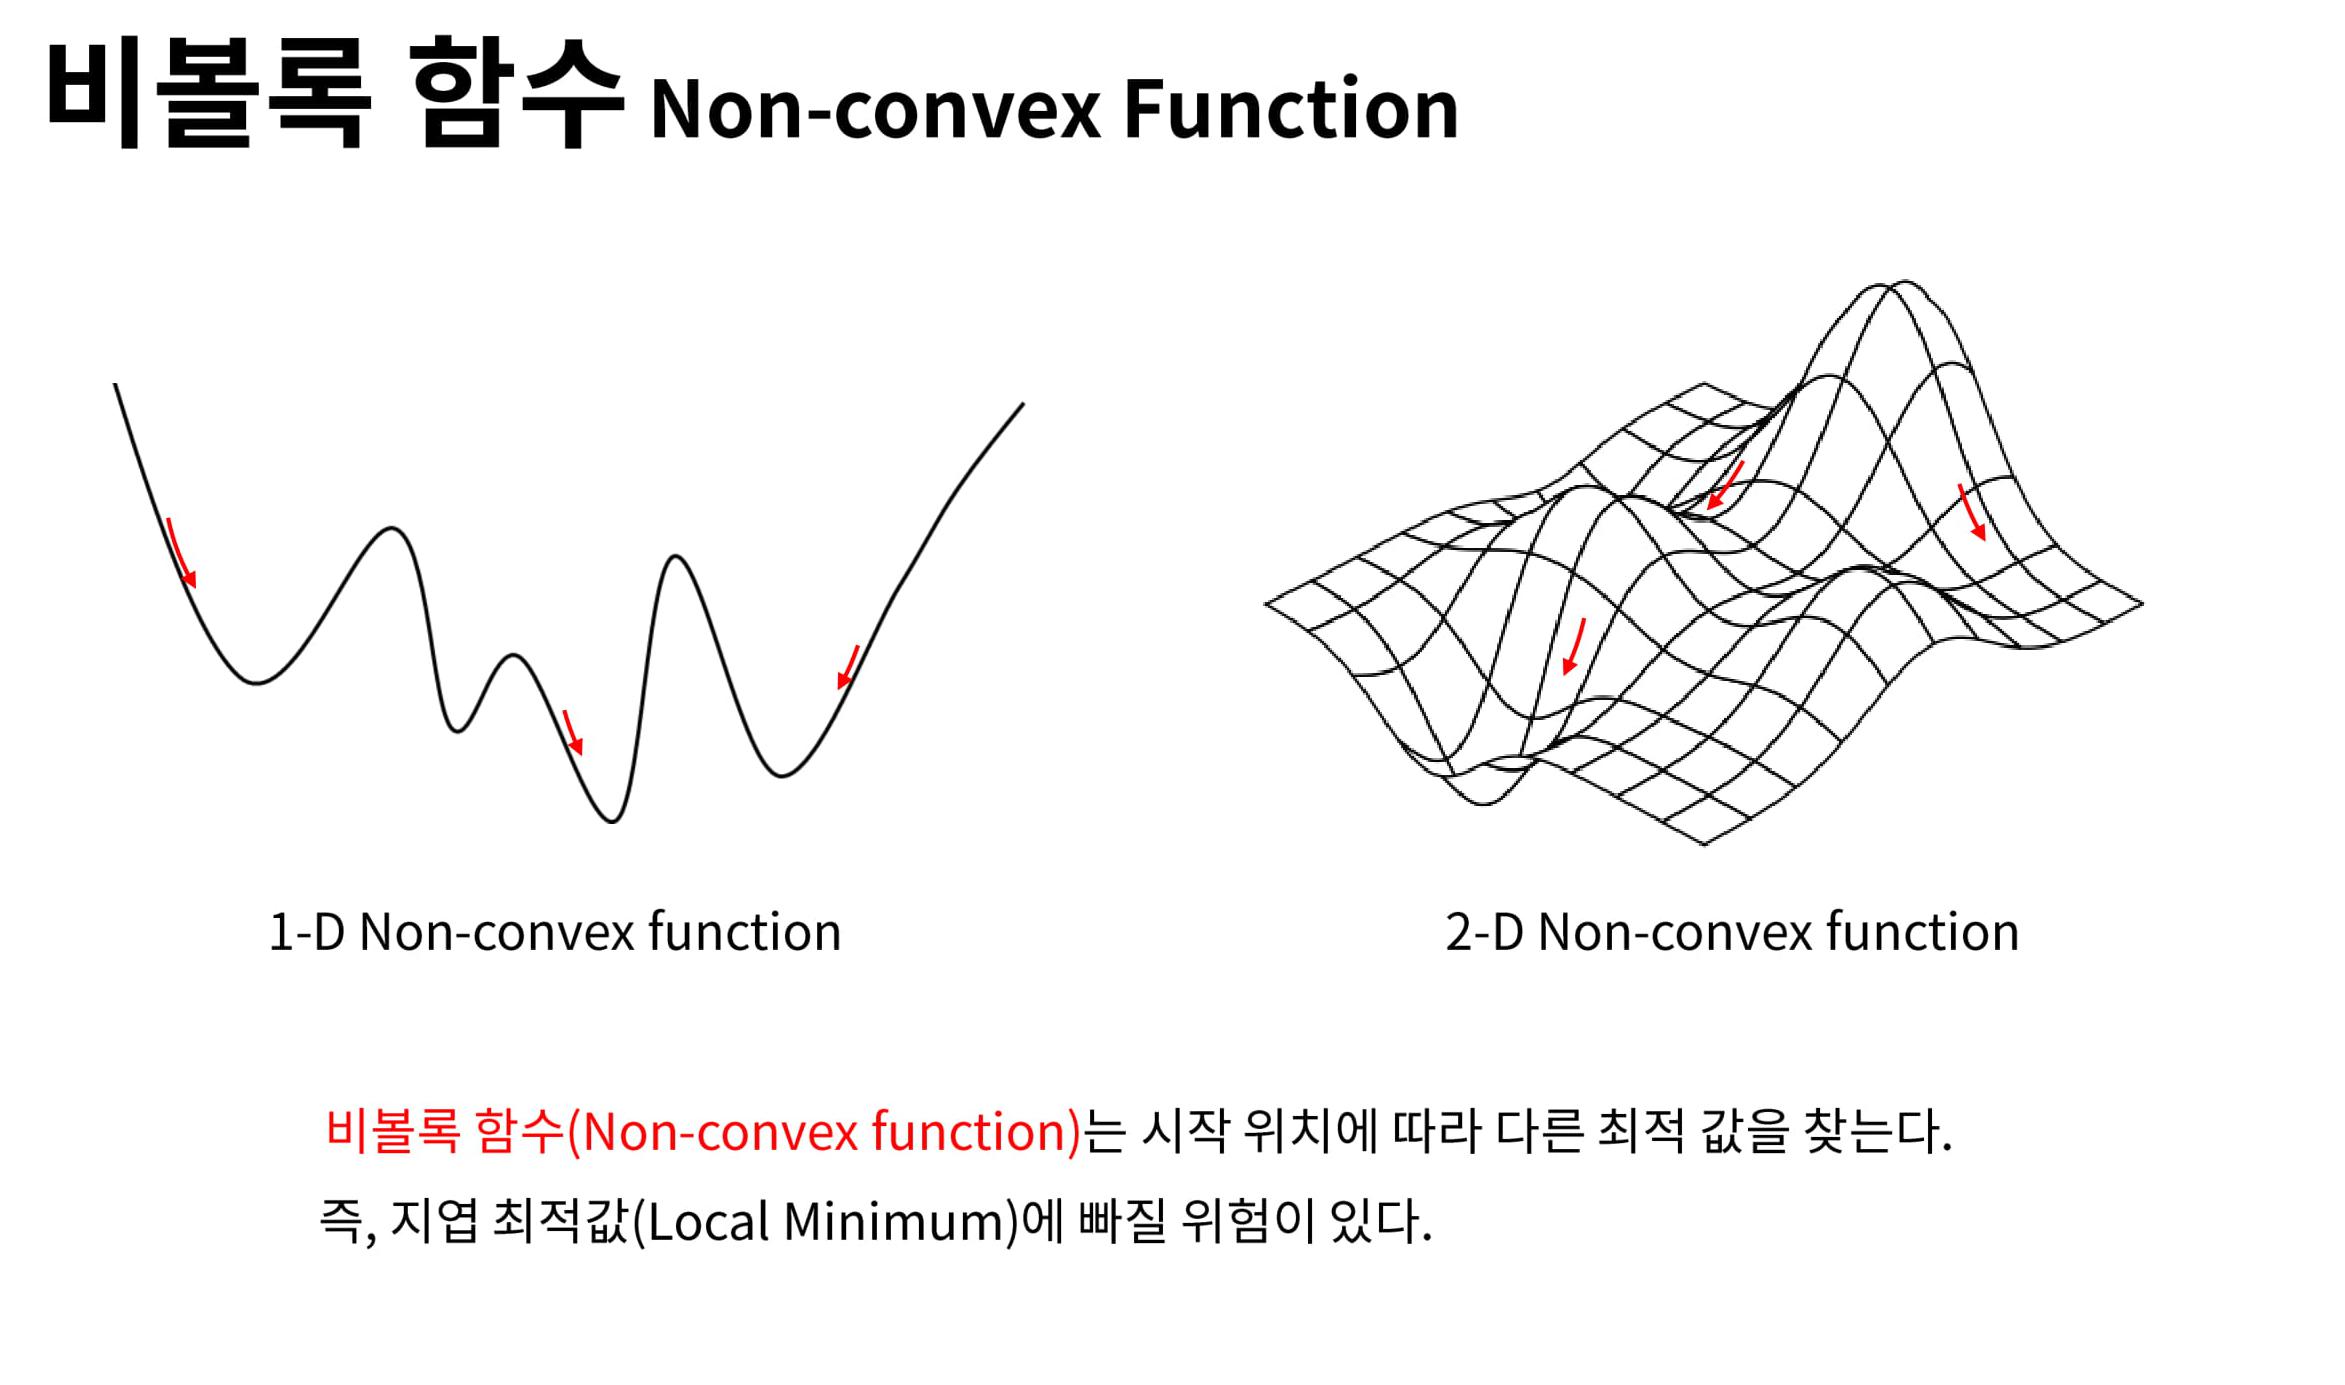 비볼록 함수 Non-convex Function
1-D Non-convex function
2-D Non-convex function
비볼록 함수(Non-convex function)는 시작 위치에 따라 다른 최적 값을 찾는다.
즉, 지엽 최적값(Local Minimum)에 빠질 위험이 있다.